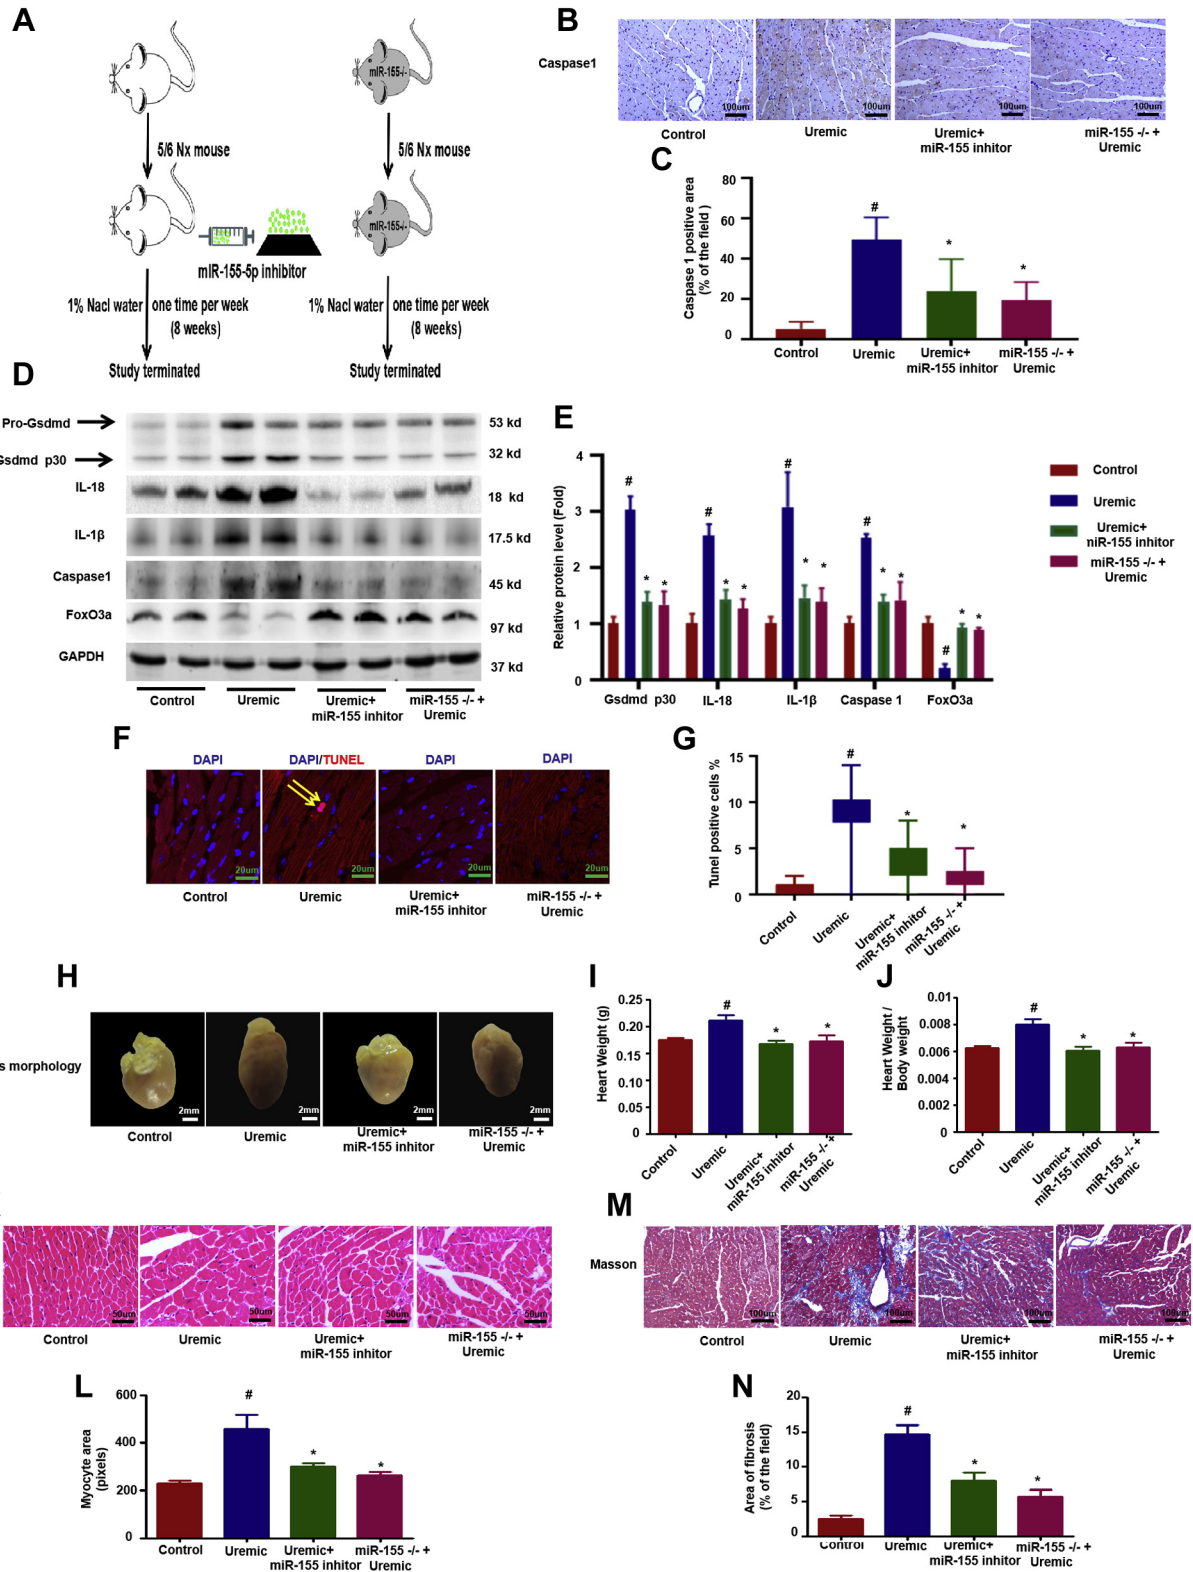 A
mIR-155-/-
5/6 Nx mouse
5/6 Nx mouse
mIR-155-/-
mIR-155-5p inhibitor
1% Nacl water
one time per week
(8 weeks)
1% Nacl water
one time per week
(8 weeks)
Study terminated
Study terminated
B
Caspase1
100um
100um
100um
100um
Control
Uremic
Uremic+
miR-155 inhitor
miR-155 -/- +
Uremic
C
Caspase 1 positive area
(% of the field )
80
60
40
20
0
#
*
*
Control
Uremic
Uremic+
miR-155 inhitor
miR-155 -/- +
Uremic
D
Pro-Gsdmd
53 kd
Gsdmd p30
32 kd
IL-18
18 kd
IL-1β
17.5 kd
Caspase1
45 kd
FoxO3a
97 kd
GAPDH
37 kd
Control
Uremic
Uremic+
miR-155 inhitor
miR-155 -/- +
Uremic
E
Relative protein level (Fold)
4
3
2
1
0
#
*
*
#
*
*
#
*
*
#
*
*
#
*
*
Gsdmd p30
IL-18
IL-1β
Caspase 1
FoxO3a
Control
Uremic
Uremic+
niR-155 inhibitor
miR-155 -/- +
Uremic
F
DAPI
DAPI/TUNEL
DAPI
DAPI
20um
20um
20um
20um
Control
Uremic
Uremic+
miR-155 inhitor
miR-155 -/- +
Uremic
G
Tunel positive cells %
15
10
5
0
#
*
*
Control
Uremic
Uremic+
miR-155 inhitor
miR-155 -/- +
Uremic
H
s morphology
2mm
2mm
2mm
2mm
Control
Uremic
Uremic+
miR-155 inhitor
miR-155 -/- +
Uremic
I
Heart Weight (g)
0.25
0.20
0.15
0.10
0.05
0
#
*
*
Control
Uremic
Uremic+
miR-155 inhitor
miR-155 -/- +
Uremic
J
Heart Weight /
Body weight
0.01
0.008
0.006
0.004
0.002
0
#
*
*
Control
Uremic
Uremic+
miR-155 inhitor
miR-155 -/- +
Uremic
50um
50um
50um
50um
Control
Uremic
Uremic+
miR-155 inhitor
miR-155 -/- +
Uremic
M
Masson
100um
100um
100um
100um
Control
Uremic
Uremic+
miR-155 inhitor
miR-155 -/- +
Uremic
L
Myocyte area
(pixels)
600
400
200
0
#
*
*
Control
Uremic
Uremic+
miR-155 inhitor
miR-155 -/- +
Uremic
N
Area of fibrosis
(% of the field)
20
15
10
5
0
#
*
*
Control
Uremic
Uremic+
miR-155 inhitor
miR-155 -/- +
Uremic